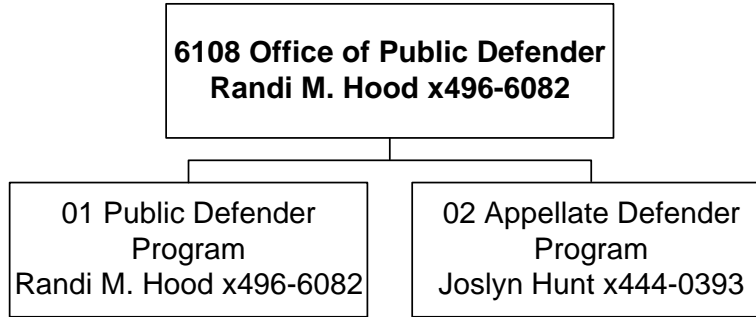 6108 Office of Public Defender
Randi M. Hood x496-6082
01 Public Defender
Program
Randi M. Hood x496-6082
02 Appellate Defender
Program
Joslyn Hunt x444-0393